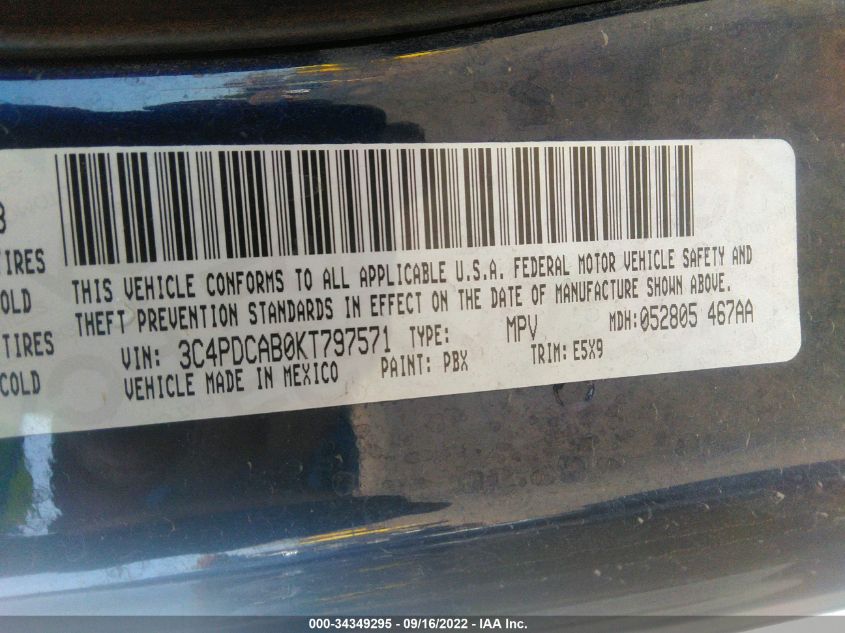 3
TIRES
COLD
TIRES
COLD
THIS VEHICLE CONFORMS TO ALL APPLICABLE U.S.A. FEDERAL MOTOR VEHICLE SAFETY AND
THEFT PREVENTION STANDARDS IN EFFECT ON THE DATE OF MANUFACTURE SHOWN ABOVE.
VIN: 3C4PDCAB0KT797571 TYPE: MPV MDH:052805 467AA
VEHICLE MADE IN MEXICO PAINT: PBX TRIM: E5X9
000-34349295 - 09/16/2022 - IAA Inc.